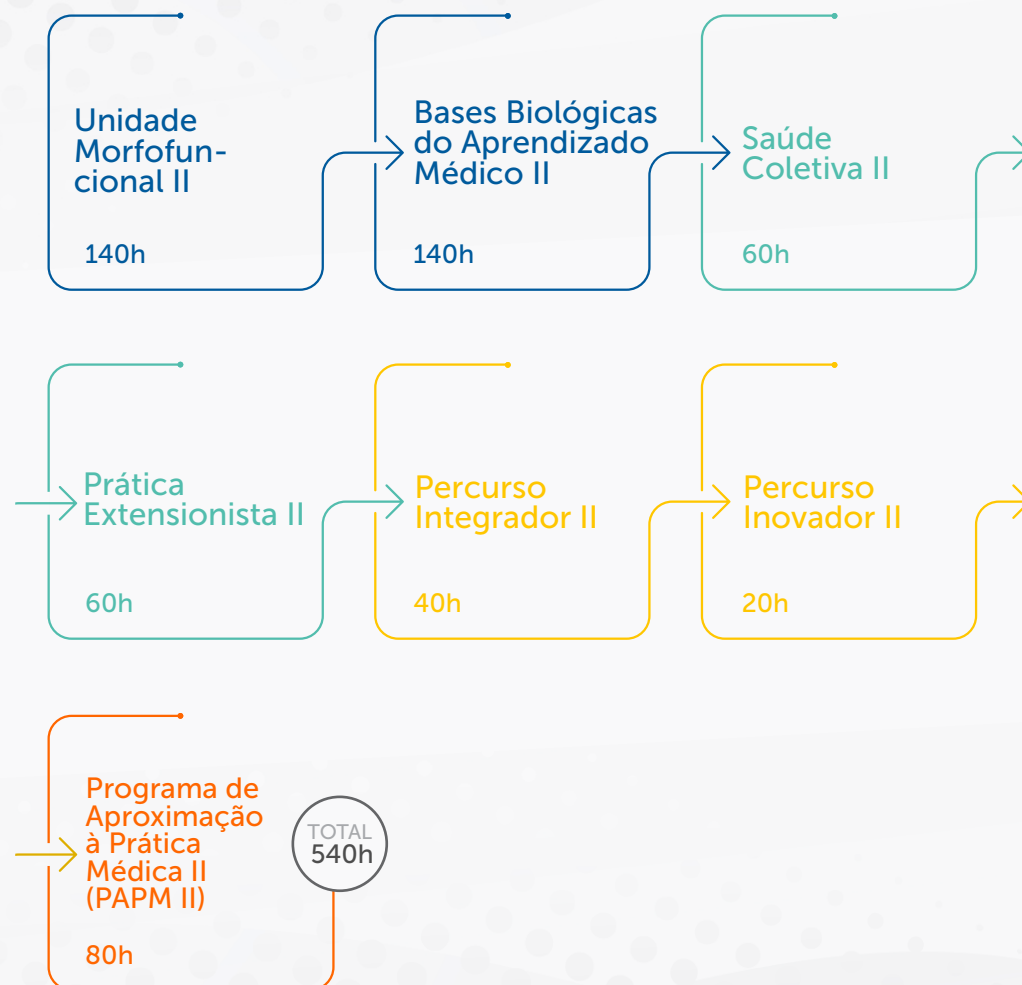 Unidade
Morfofun-
cional II
140h
Bases Biológicas
do Aprendizado
Médico II
140h
Saúde
Coletiva II
60h
Prática
Extensionista II
60h
Percurso
Integrador II
40h
Percurso
Inovador II
20h
Programa de
Aproximação
à Prática
Médica II
(PAPM II)
80h
TOTAL
540h